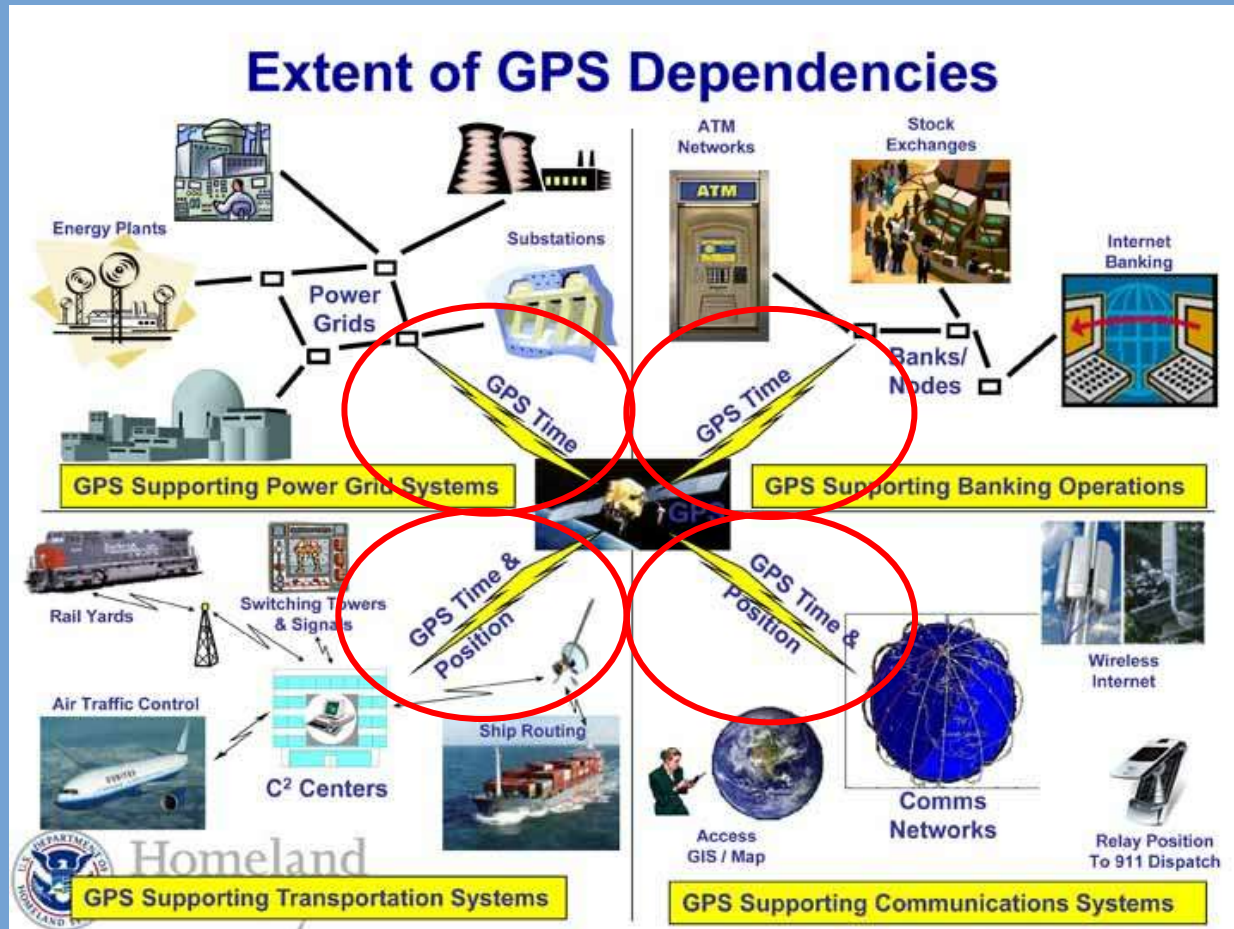 Extent of GPS Dependencies
Energy Plants
Substations
Power
Grids
GPS Time
GPS Supporting Power Grid Systems
ATM
Networks
ATM
Stock
Exchanges
Internet
Banking
Banks/
Nodes
GPS Time
GPS Supporting Banking Operations
GPS
Rail Yards
Switching Towers
& Signals
GPS Time &
Position
Air Traffic Control
C² Centers
Ship Routing
Homeland
U.S. DEPARTMENT OF
GPS Supporting Transportation Systems
GPS Time &
Position
Wireless
Internet
Access
GIS / Map
Comms
Networks
Relay Position
To 911 Dispatch
GPS Supporting Communications Systems